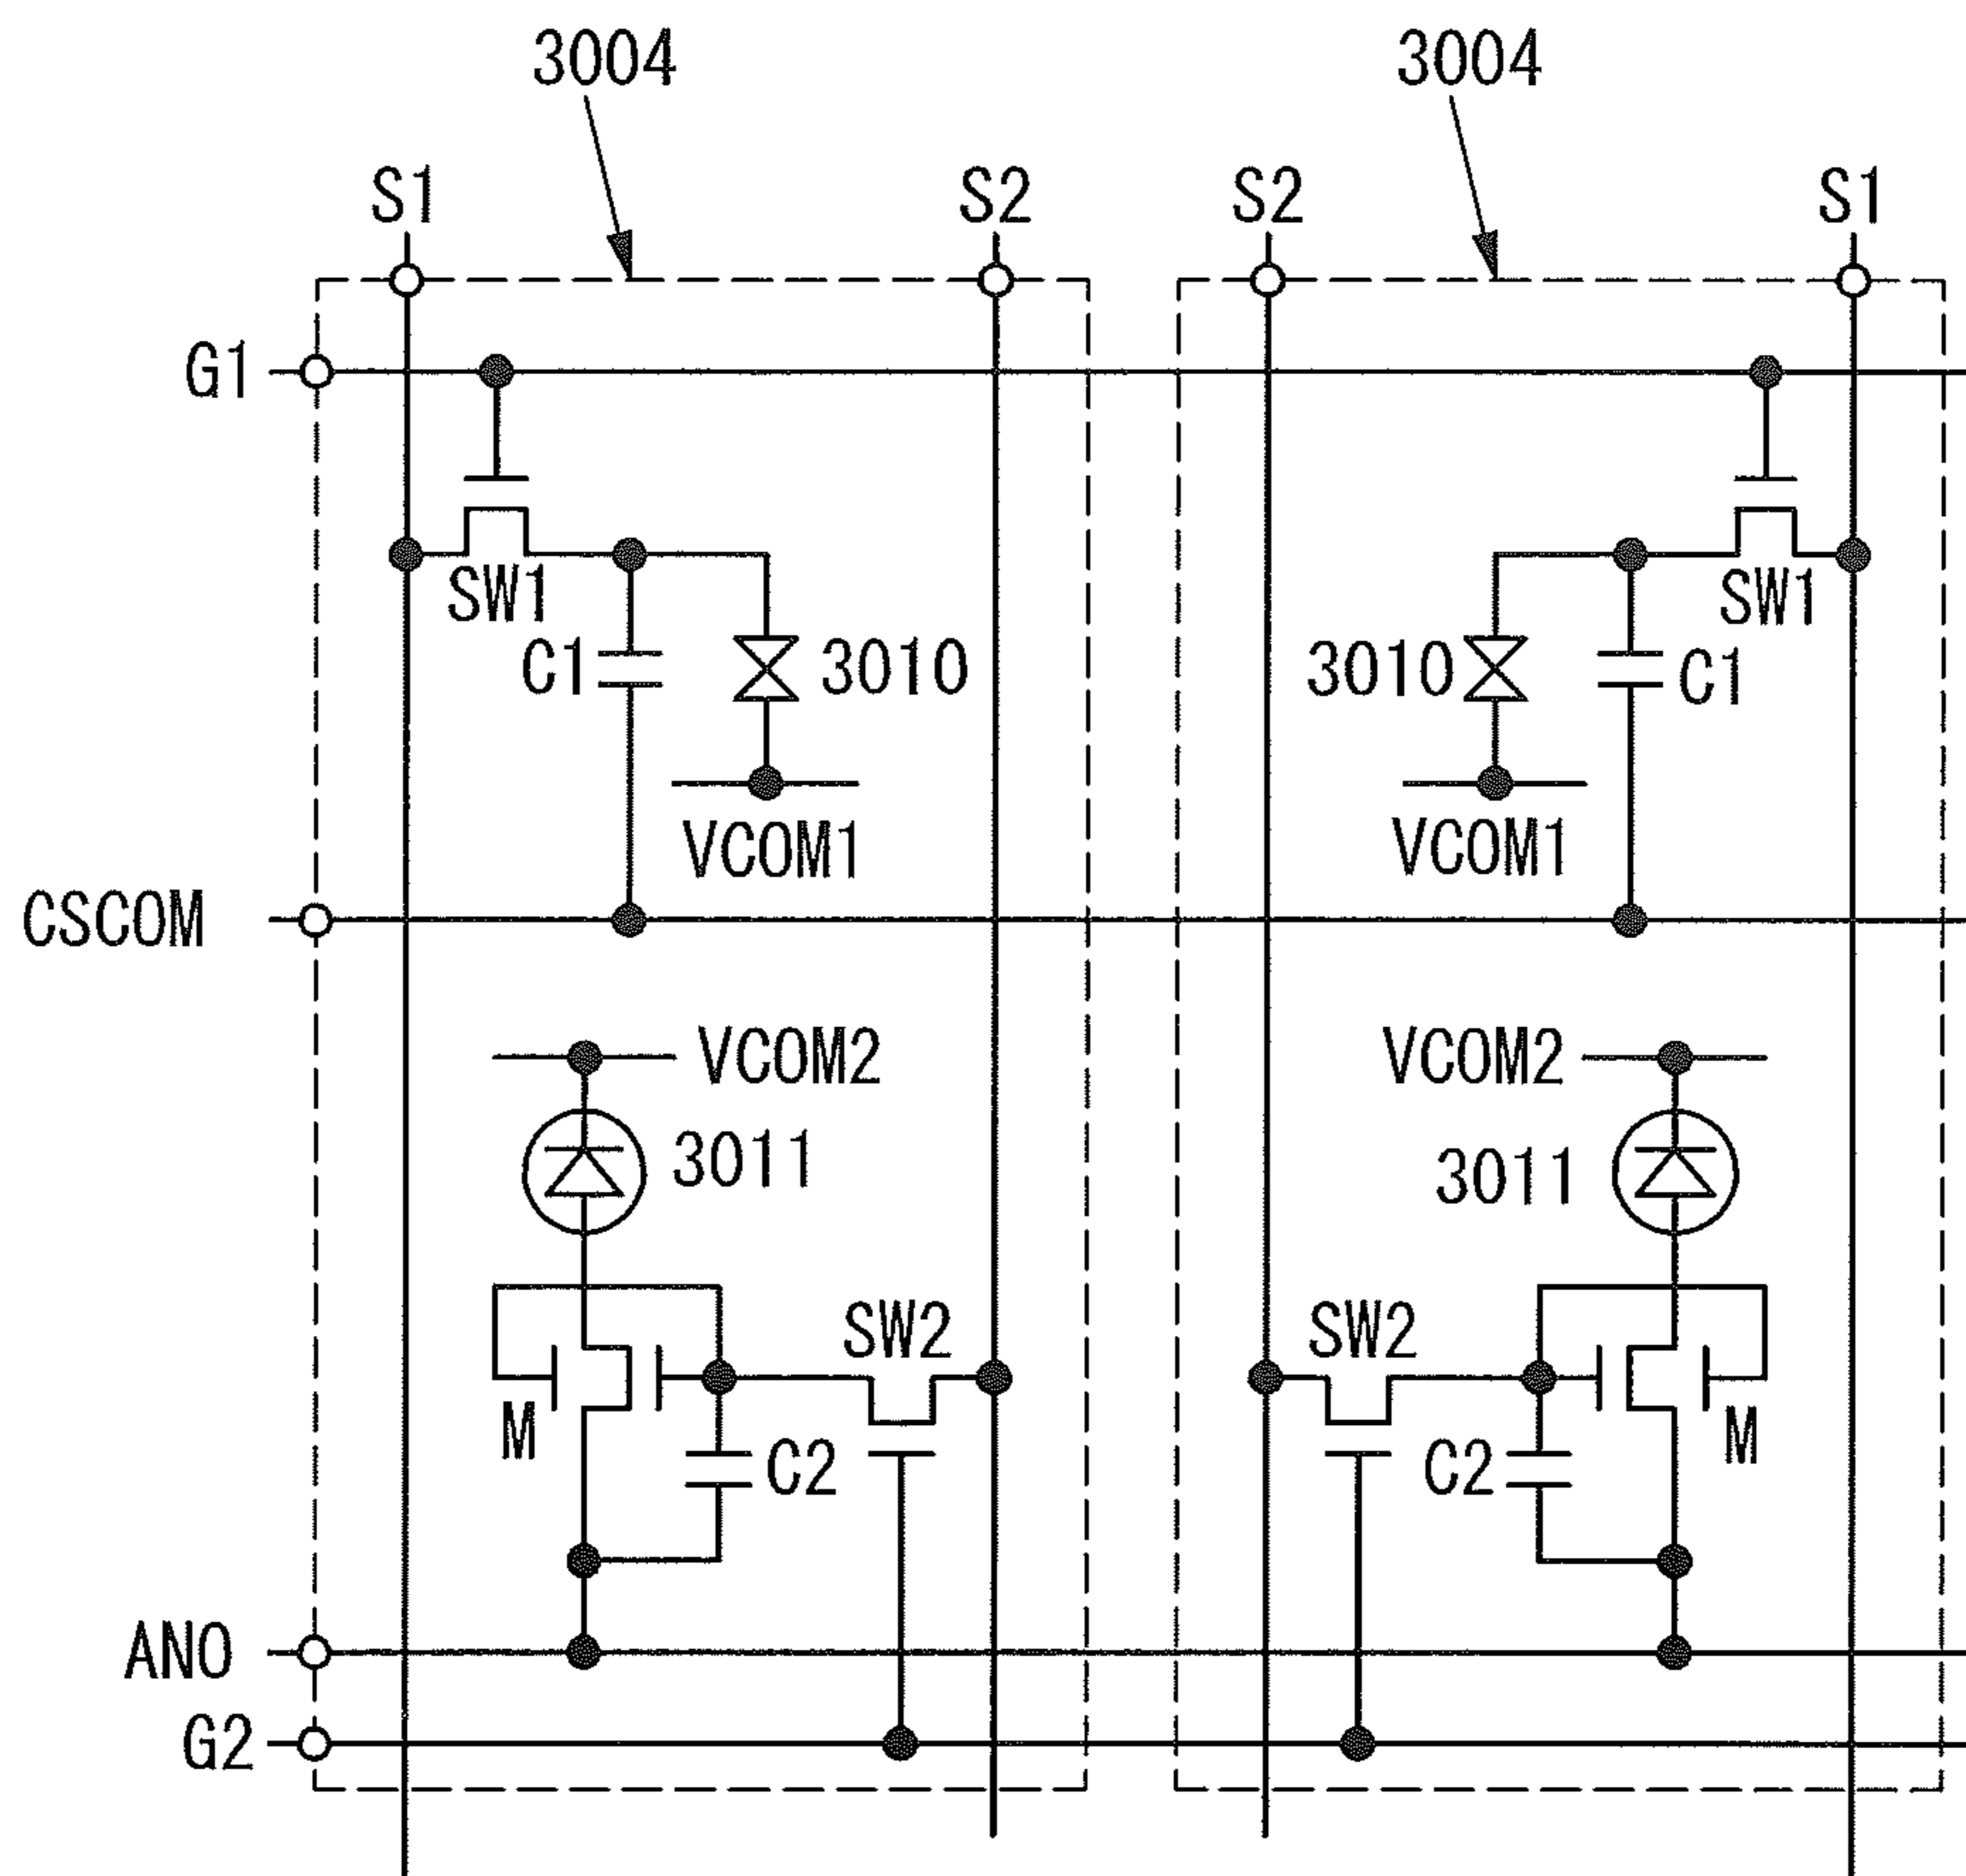 3004 3004
S1 S2 S2 S1
G1
SW1 SW1
C1 3010 3010 C1
VCOM1 VCOM1
CSCOM
VCOM2 VCOM2
3011 3011
SW2 SW2
M M
C2 C2
ANO
G2